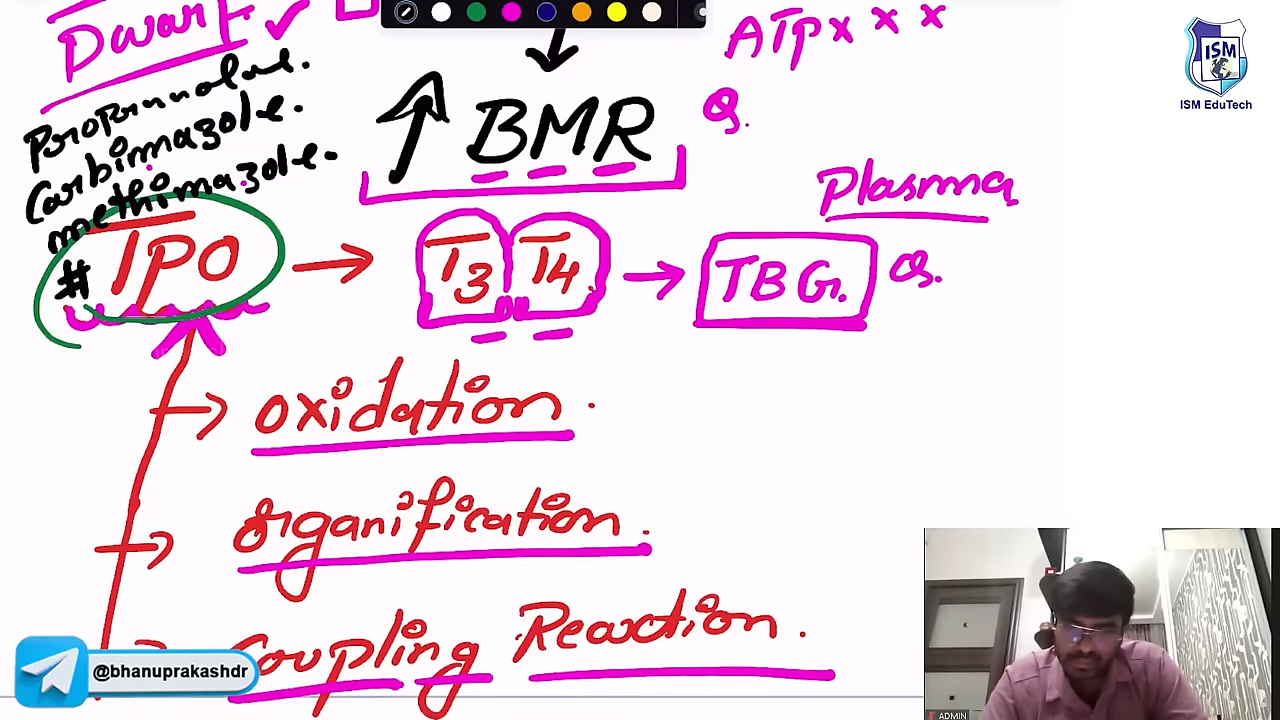 Dwarf
ATP x x x
ISM
ISM EduTech
Carbimazole.
methimazole.
BMR
Q.
Plasma
# TPO → T3 T4 → TBG. Q.
oxidation.
organification.
Coupling Reaction.
@bhanuprakashdr
ADMIN